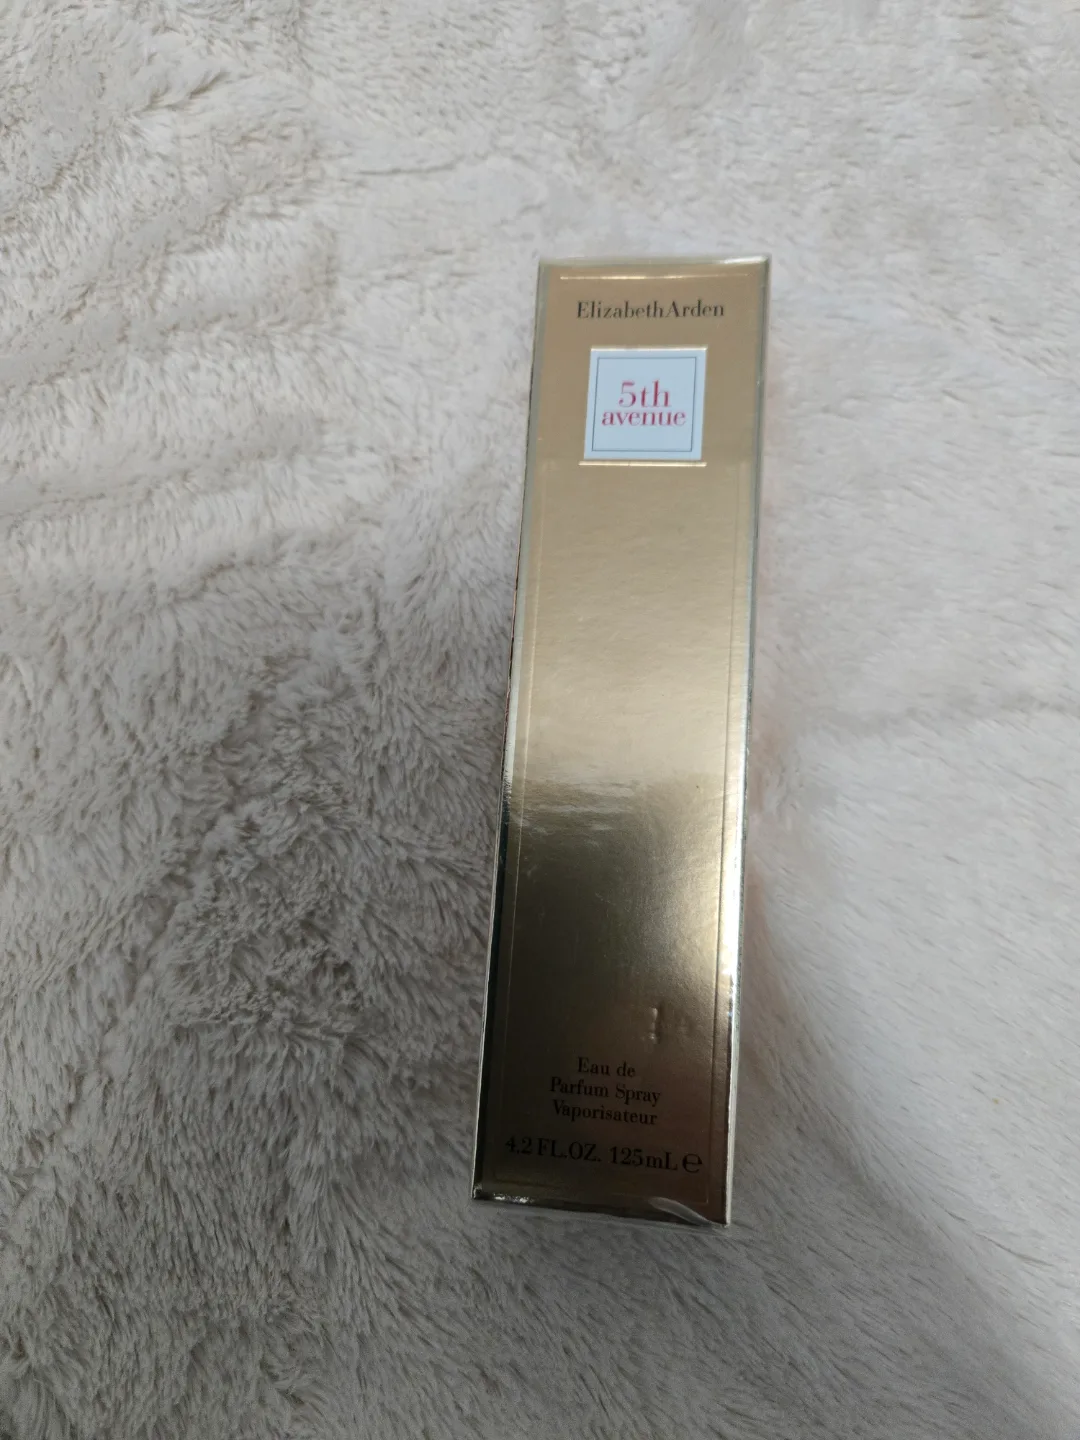 ElizabethArden
5th
avenue
Eau de
Parfum Spray
Vaporisateur
4.2 FL.OZ. 125mL ℮